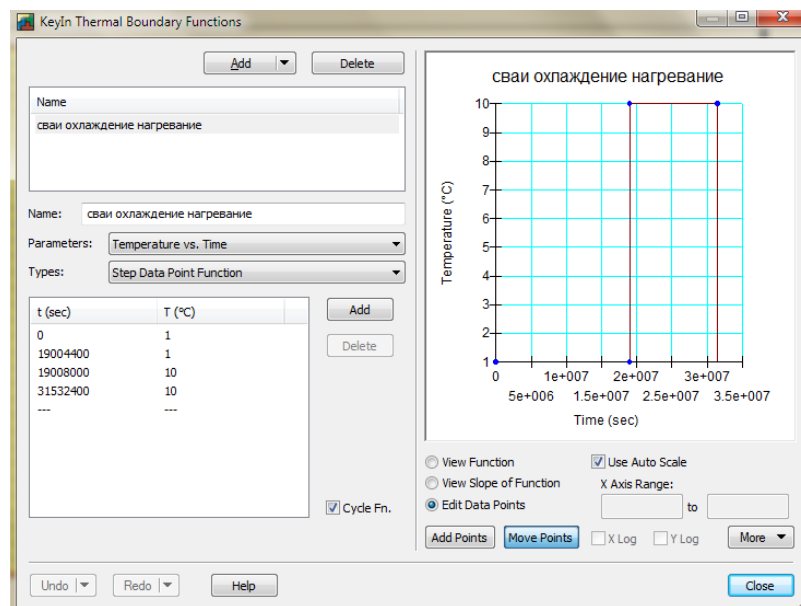 KeyIn Thermal Boundary Functions
Add
Delete
Name
сваи охлаждение нагревание
Name: сваи охлаждение нагревание
Parameters: Temperature vs. Time
Types: Step Data Point Function
t (sec) T (°C)
0 1
19004400 1
19008000 10
31532400 10
--- ---
Add
Delete
Cycle Fn.
сваи охлаждение нагревание
10
9
8
7
6
5
4
3
2
1
Temperature (°C)
0 1e+007 2e+007 3e+007
5e+006 1.5e+007 2.5e+007 3.5e+007
Time (sec)
View Function
Use Auto Scale
View Slope of Function
X Axis Range:
Edit Data Points
to
Add Points Move Points X Log Y Log More
Undo Redo Help Close